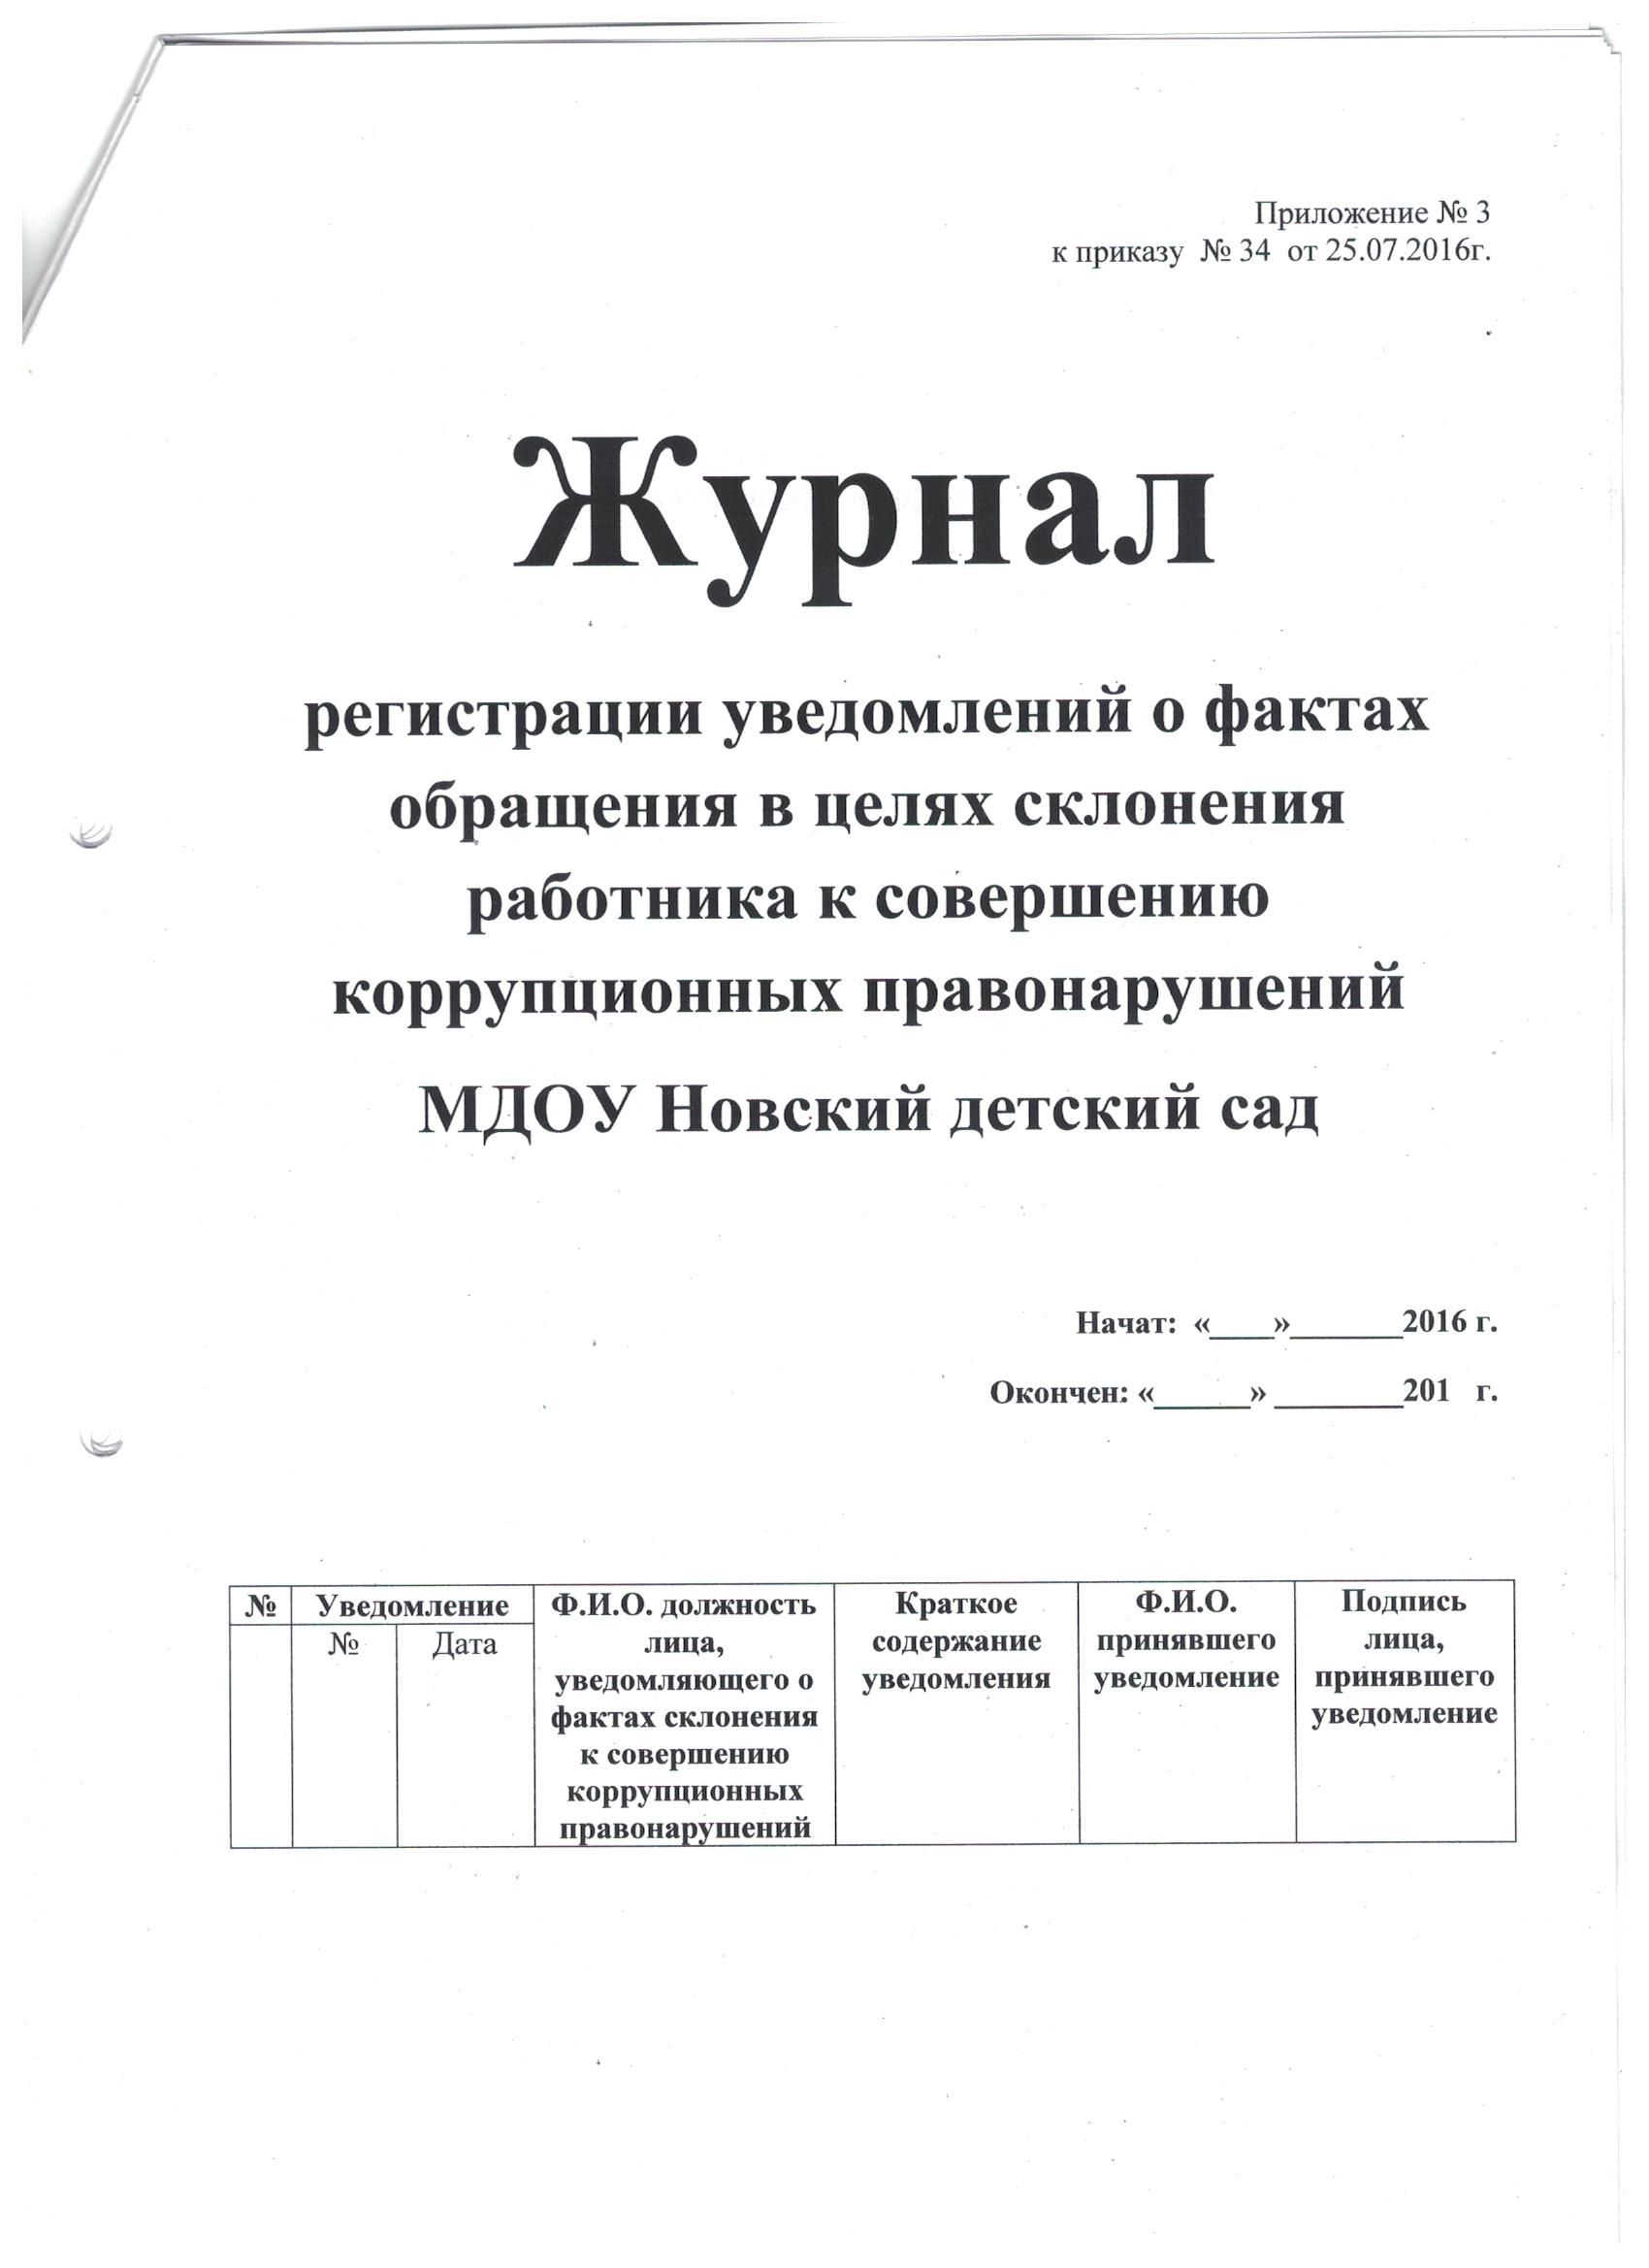 Приложение № 3
к приказу № 34 от 25.07.2016г.
Журнал
регистрации уведомлений о фактах
обращения в целях склонения
работника к совершению
коррупционных правонарушений
МДОУ Новский детский сад
Начат: «____»_______2016 г.
Окончен: «______» ________201 г.
№
Уведомление
№
Дата
Ф.И.О. должность
лица,
уведомляющего о
фактах склонения
к совершению
коррупционных
правонарушений
Краткое
содержание
уведомления
Ф.И.О.
принявшего
уведомление
Подпись
лица,
принявшего
уведомление